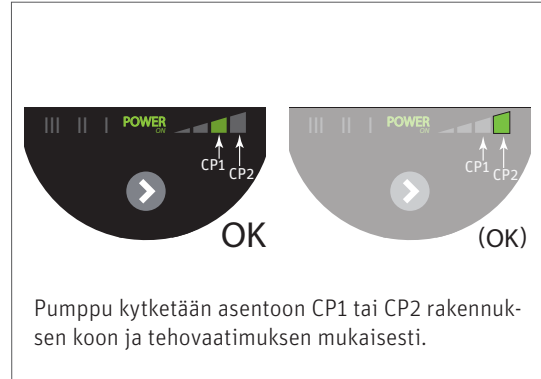 III II I POWER ON
CP1
CP2
OK
III II I POWER ON
CP1
CP2
(OK)
Pumppu kytketään asentoon CP1 tai CP2 rakennuk-
sen koon ja tehovaatimuksen mukaisesti.